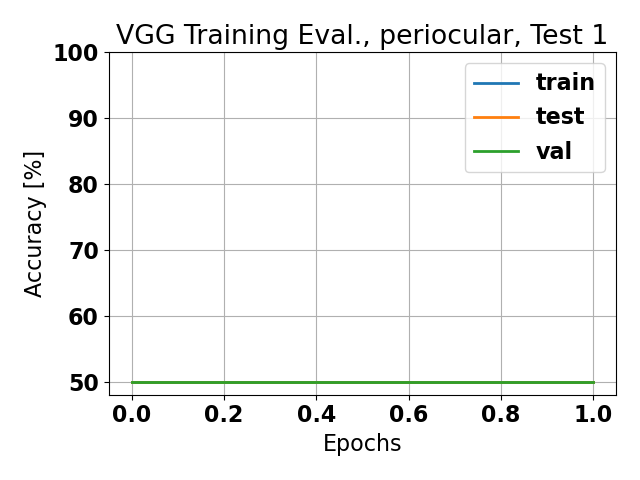 VGG Training Eval., periocular, Test 1
100
90
80
70
60
50
Accuracy [%]
train
test
val
0.0 0.2 0.4 0.6 0.8 1.0
Epochs